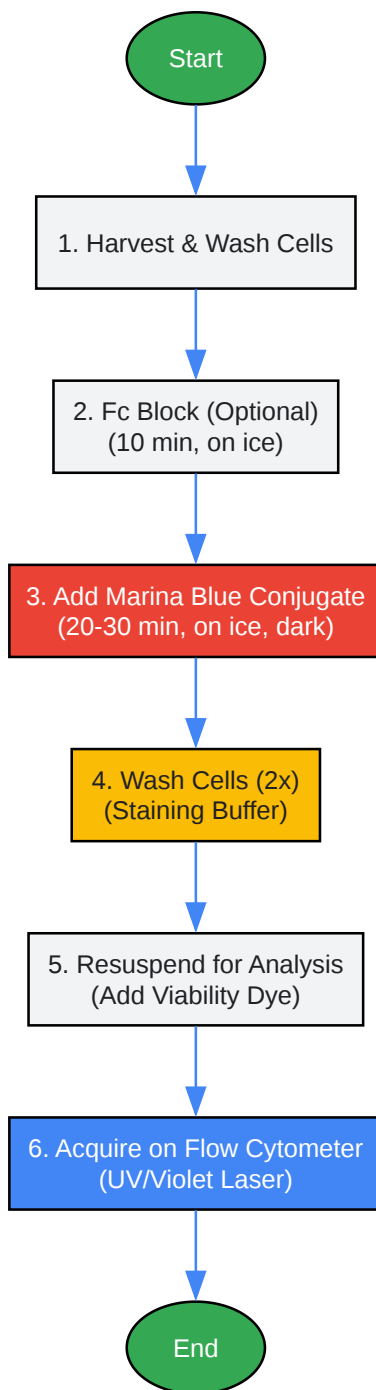 Start
1. Harvest & Wash Cells
2. Fc Block (Optional)
(10 min, on ice)
3. Add Marina Blue Conjugate
(20-30 min, on ice, dark)
4. Wash Cells (2x)
(Staining Buffer)
5. Resuspend for Analysis
(Add Viability Dye)
6. Acquire on Flow Cytometer
(UV/Violet Laser)
End